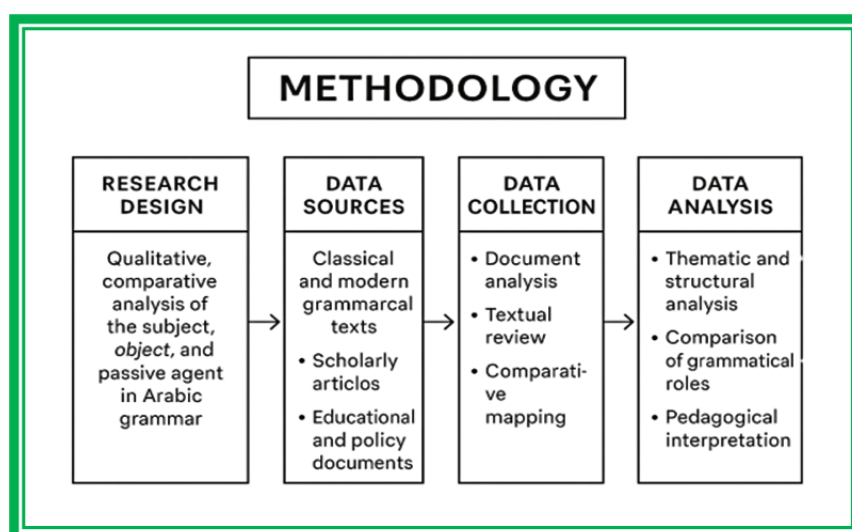 METHODOLOGY
RESEARCH
DESIGN
Qualitative,
comparative
analysis of
the subject,
object, and
passive agent
in Arabic
grammar
DATA
SOURCES
Classical
and modern
grammarcal
texts
• Scholarly
articlos
• Educational
and policy
documents
DATA
COLLECTION
• Document
analysis
• Textual
review
• Comparati-
ve
mapping
DATA
ANALYSIS
• Thematic and
structural
analysis
• Comparison
of grammatical
roles
• Pedagogical
interpretation